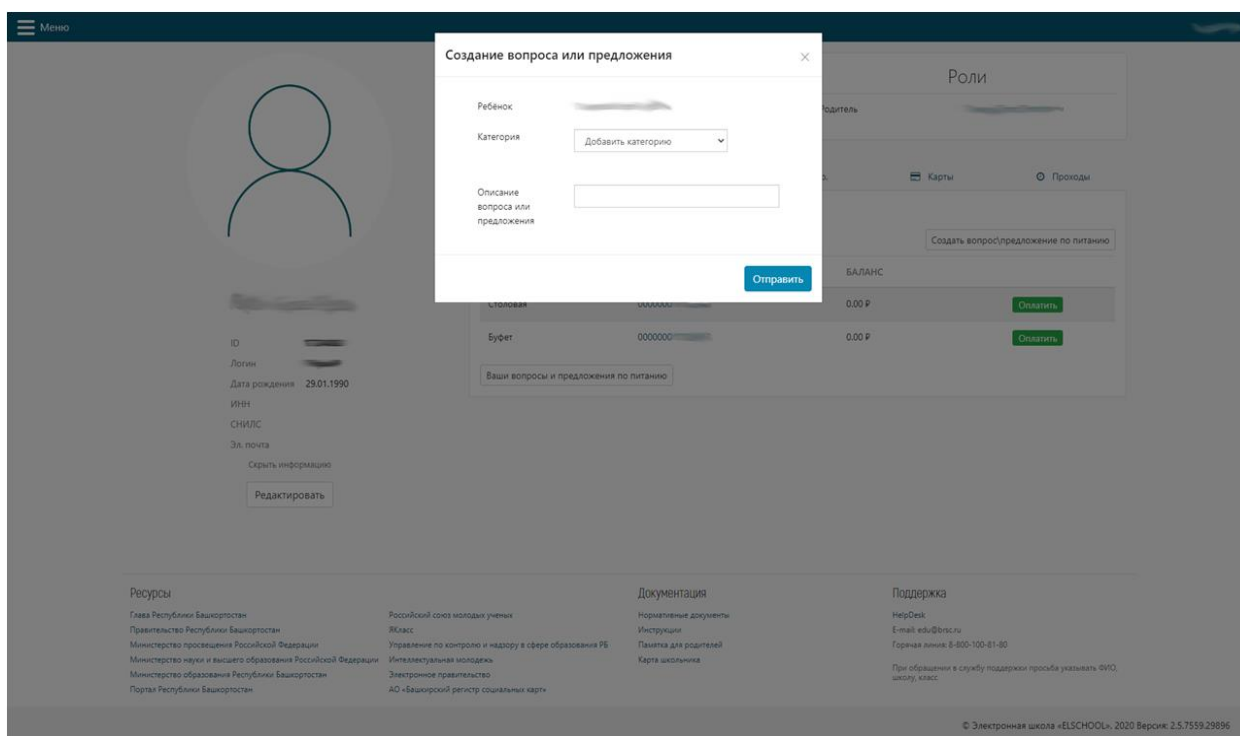 Меню
Создание вопроса или предложения
×
Ребенок
Категория
Добавить категорию
Описание
вопроса или
предложения
Отправить
Роли
Родитель
Карты
Проходы
Создать вопрос\предложение по питанию
БАЛАНС
Столовая 0000000 0.00 ₽ Оплатить
Буфет 0000000 0.00 ₽ Оплатить
Ваши вопросы и предложения по питанию
ID
Логин
Дата рождения 29.01.1990
ИНН
СНИЛС
Эл. почта
Скрыть информацию
Редактировать
Ресурсы
Глава Республики Башкортостан
Правительство Республики Башкортостан
Министерство просвещения Российской Федерации
Министерство науки и высшего образования Российской Федерации
Министерство образования Республики Башкортостан
Портал Республики Башкортостан
Российский союз молодых ученых
ЯКласс
Управление по контролю и надзору в сфере образования РБ
Интеллектуальная молодежь
Электронное правительство
АО «Башкирский регистр социальных карт»
Документация
Нормативные документы
Инструкции
Памятка для родителей
Карта школьника
Поддержка
HelpDesk
E-mail: edu@brsc.ru
Горячая линия: 8-800-100-81-80
При обращении в службу поддержки просьба указывать ФИО,
школу, класс
© Электронная школа «ELSCHOOL», 2020 Версия: 2.5.7559.29896